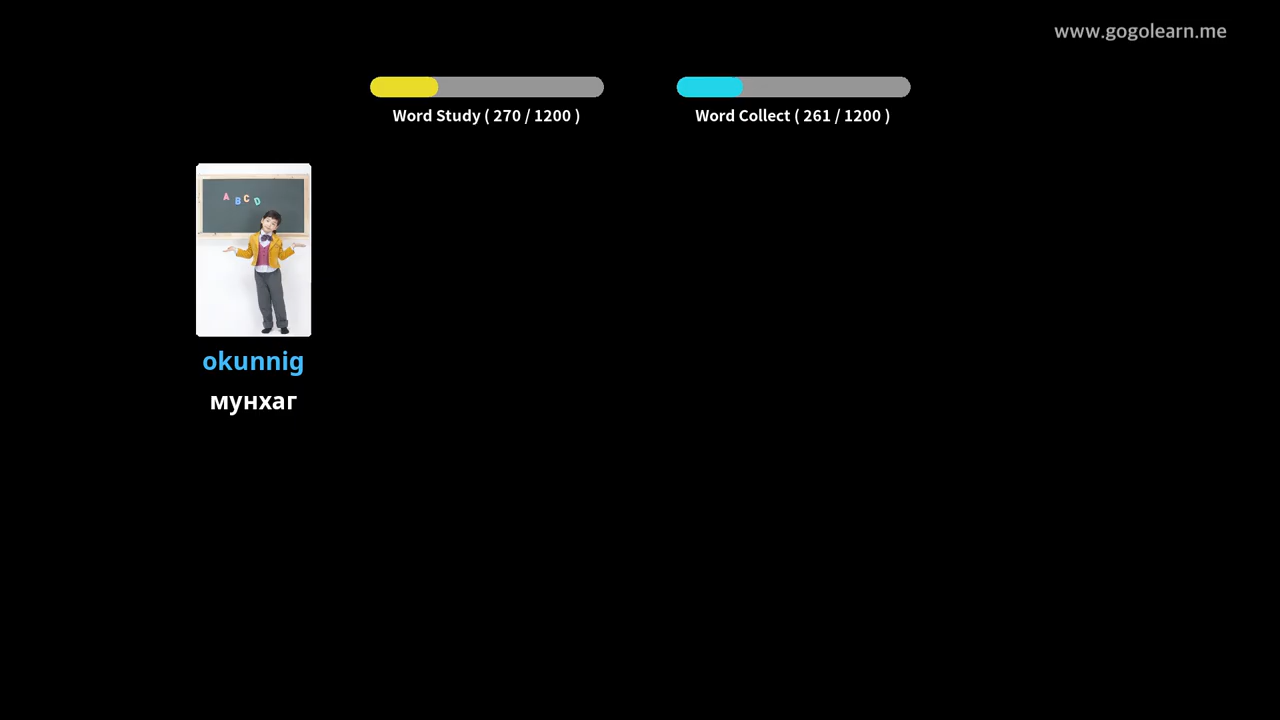 www.gogolearn.me
Word Study ( 270 / 1200 )
Word Collect ( 261 / 1200 )
A B C D
okunnig
мунхаг